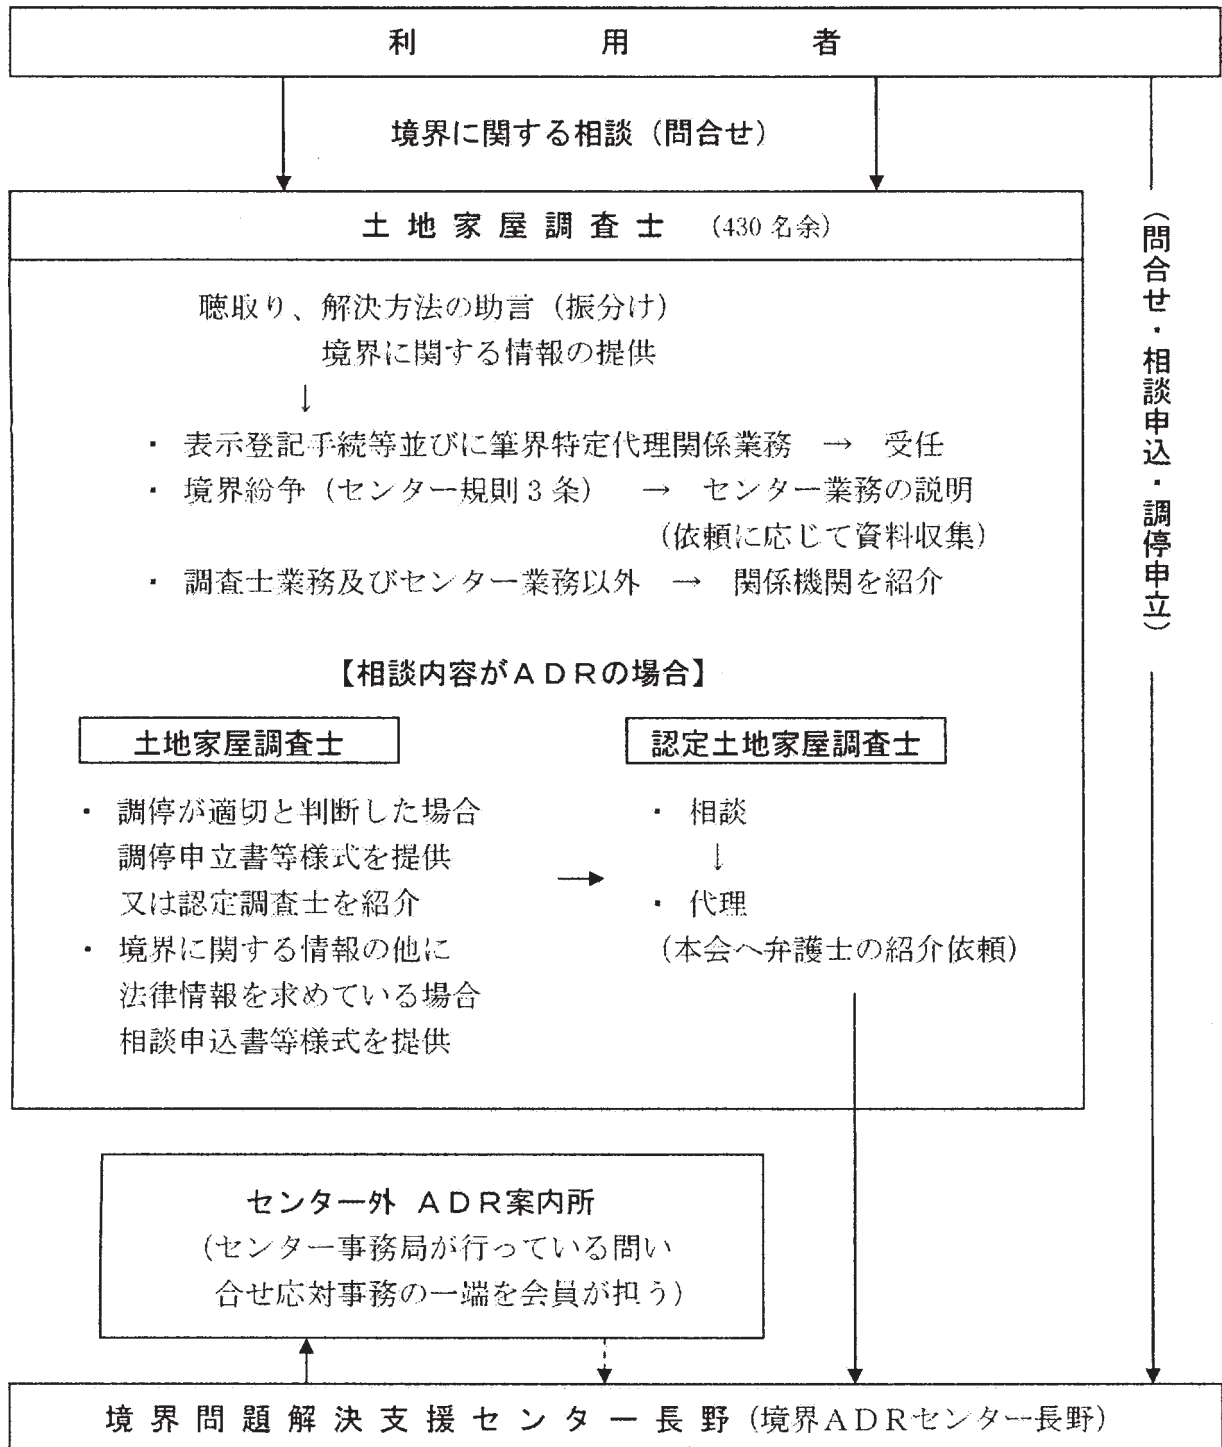 利用者
境界に関する相談（問合せ）
土地家屋調査士 （430名余）
（問合せ・相談申込・調停申立）
聴取り、解決方法の助言（振分け）
境界に関する情報の提供
↓
・ 表示登記手続等並びに筆界特定代理関係業務 → 受任
・ 境界紛争（センター規則3条） → センター業務の説明
（依頼に応じて資料収集）
・ 調査士業務及びセンター業務以外 → 関係機関を紹介
【相談内容がＡＤＲの場合】
土地家屋調査士
・ 調停が適切と判断した場合
調停申立書等様式を提供
又は認定調査士を紹介
・ 境界に関する情報の他に
法律情報を求めている場合
相談申込書等様式を提供
→
認定土地家屋調査士
・ 相談
↓
・ 代理
（本会へ弁護士の紹介依頼）
センター外 ＡＤＲ案内所
（センター事務局が行っている問い
合せ応対事務の一端を会員が担う）
境界問題解決支援センター長野（境界ＡＤＲセンター長野）